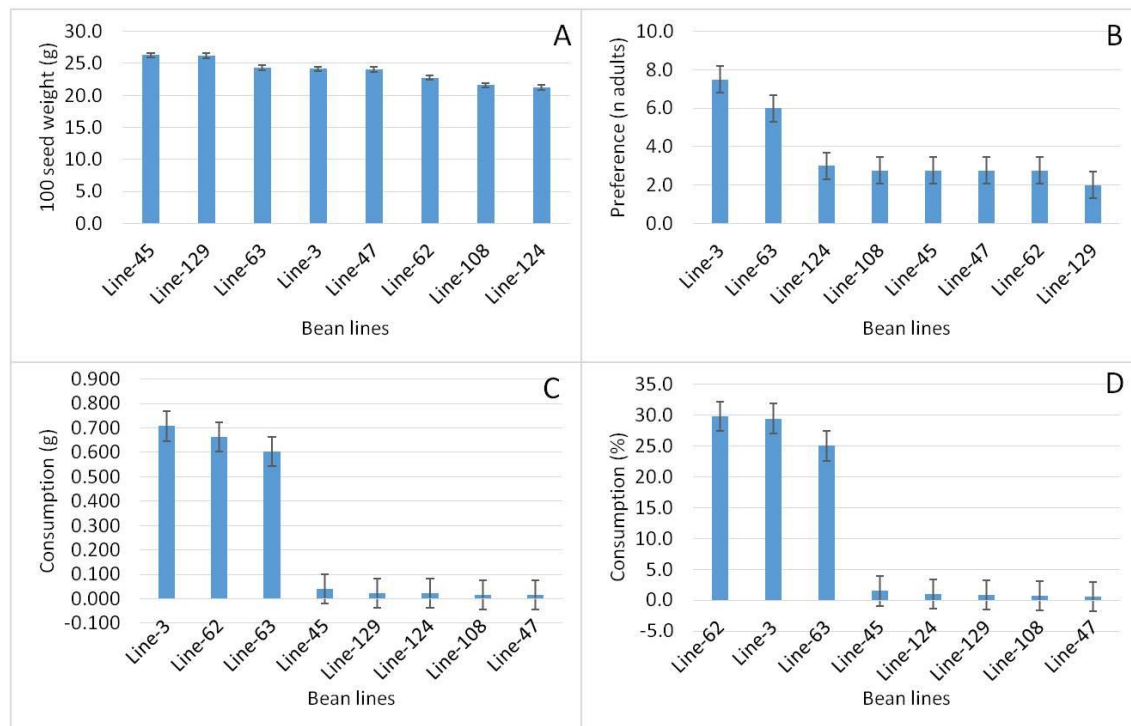 A
100 seed weight (g)
30.0
25.0
20.0
15.0
10.0
5.0
0.0
Line-45
Line-129
Line-63
Line-3
Line-47
Line-62
Line-108
Line-124
Bean lines
B
Preference (n adults)
10.0
8.0
6.0
4.0
2.0
0.0
Line-3
Line-63
Line-124
Line-108
Line-45
Line-47
Line-62
Line-129
Bean lines
C
Consumption (g)
0.900
0.800
0.700
0.600
0.500
0.400
0.300
0.200
0.100
0.000
-0.100
Line-3
Line-62
Line-63
Line-45
Line-129
Line-124
Line-108
Line-47
Bean lines
D
Consumption (%)
35.0
30.0
25.0
20.0
15.0
10.0
5.0
0.0
-5.0
Line-62
Line-3
Line-63
Line-45
Line-124
Line-129
Line-108
Line-47
Bean lines